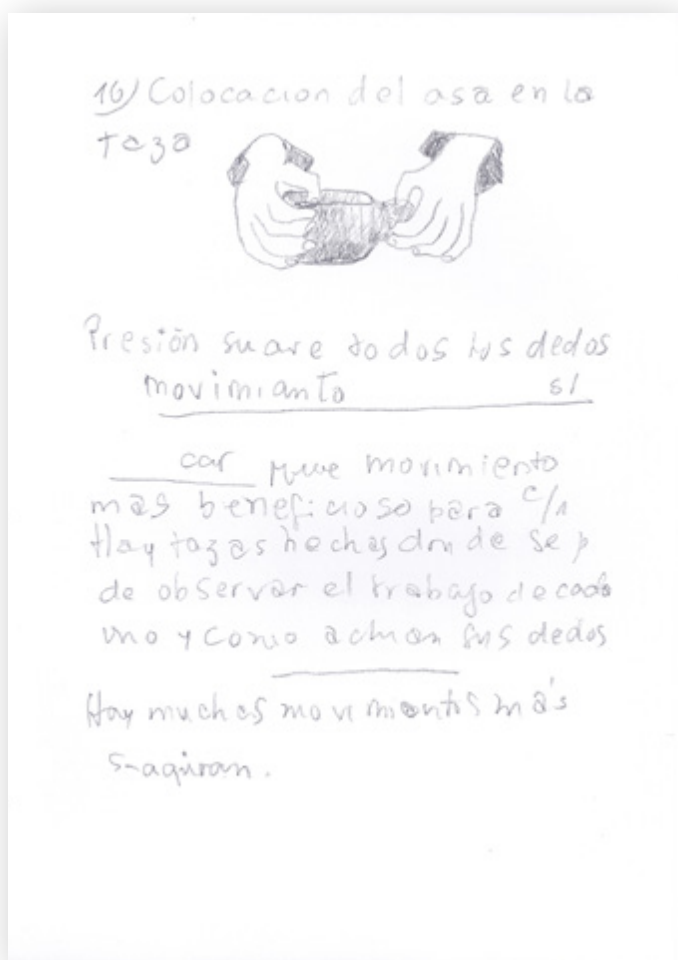 16) Colocacion del asa en la
taza
Presión suave todos los dedos
movimianto sl
car movimiento
mas beneficioso para c/1
Hay tazas hechas donde se p
de observar el trabajo de cada
uno y como actuan sus dedos
Hay muchos movimientos más